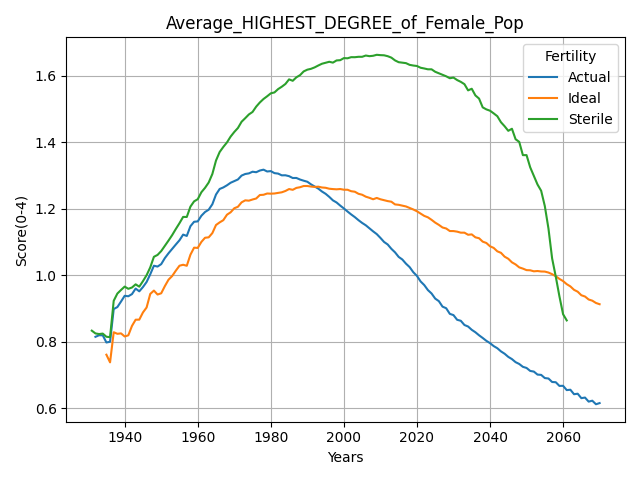 Average_HIGHEST_DEGREE_of_Female_Pop
Fertility
Actual
Ideal
Sterile
Score(0-4)
1.6
1.4
1.2
1.0
0.8
0.6
1940 1960 1980 2000 2020 2040 2060
Years